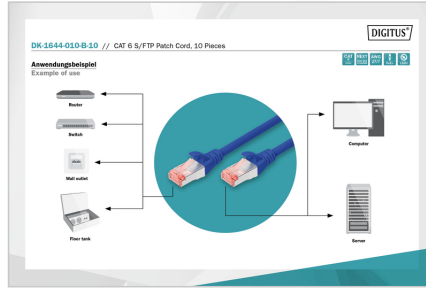 DIGITUS®
DK-1644-010-B-10 // CAT 6 S/FTP Patch Cord, 10 Pieces
Anwendungsbeispiel
Example of use
Router
Switch
Wall outlet
Floor tank
Computer
Server